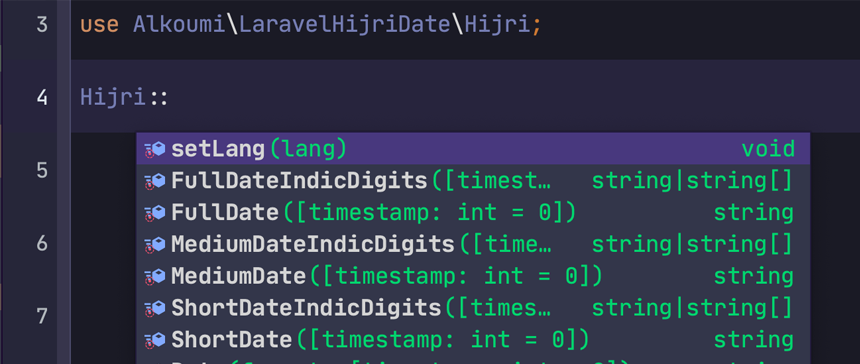 3 use Alkoumi\LaravelHijriDate\Hijri;
4 Hijri::
setLang(lang) void
5 FullDateIndicDigits([timest… string|string[]
FullDate([timestamp: int = 0]) string
6 MediumDateIndicDigits([time… string|string[]
MediumDate([timestamp: int = 0]) string
7 ShortDateIndicDigits([times… string|string[]
ShortDate([timestamp: int = 0]) string